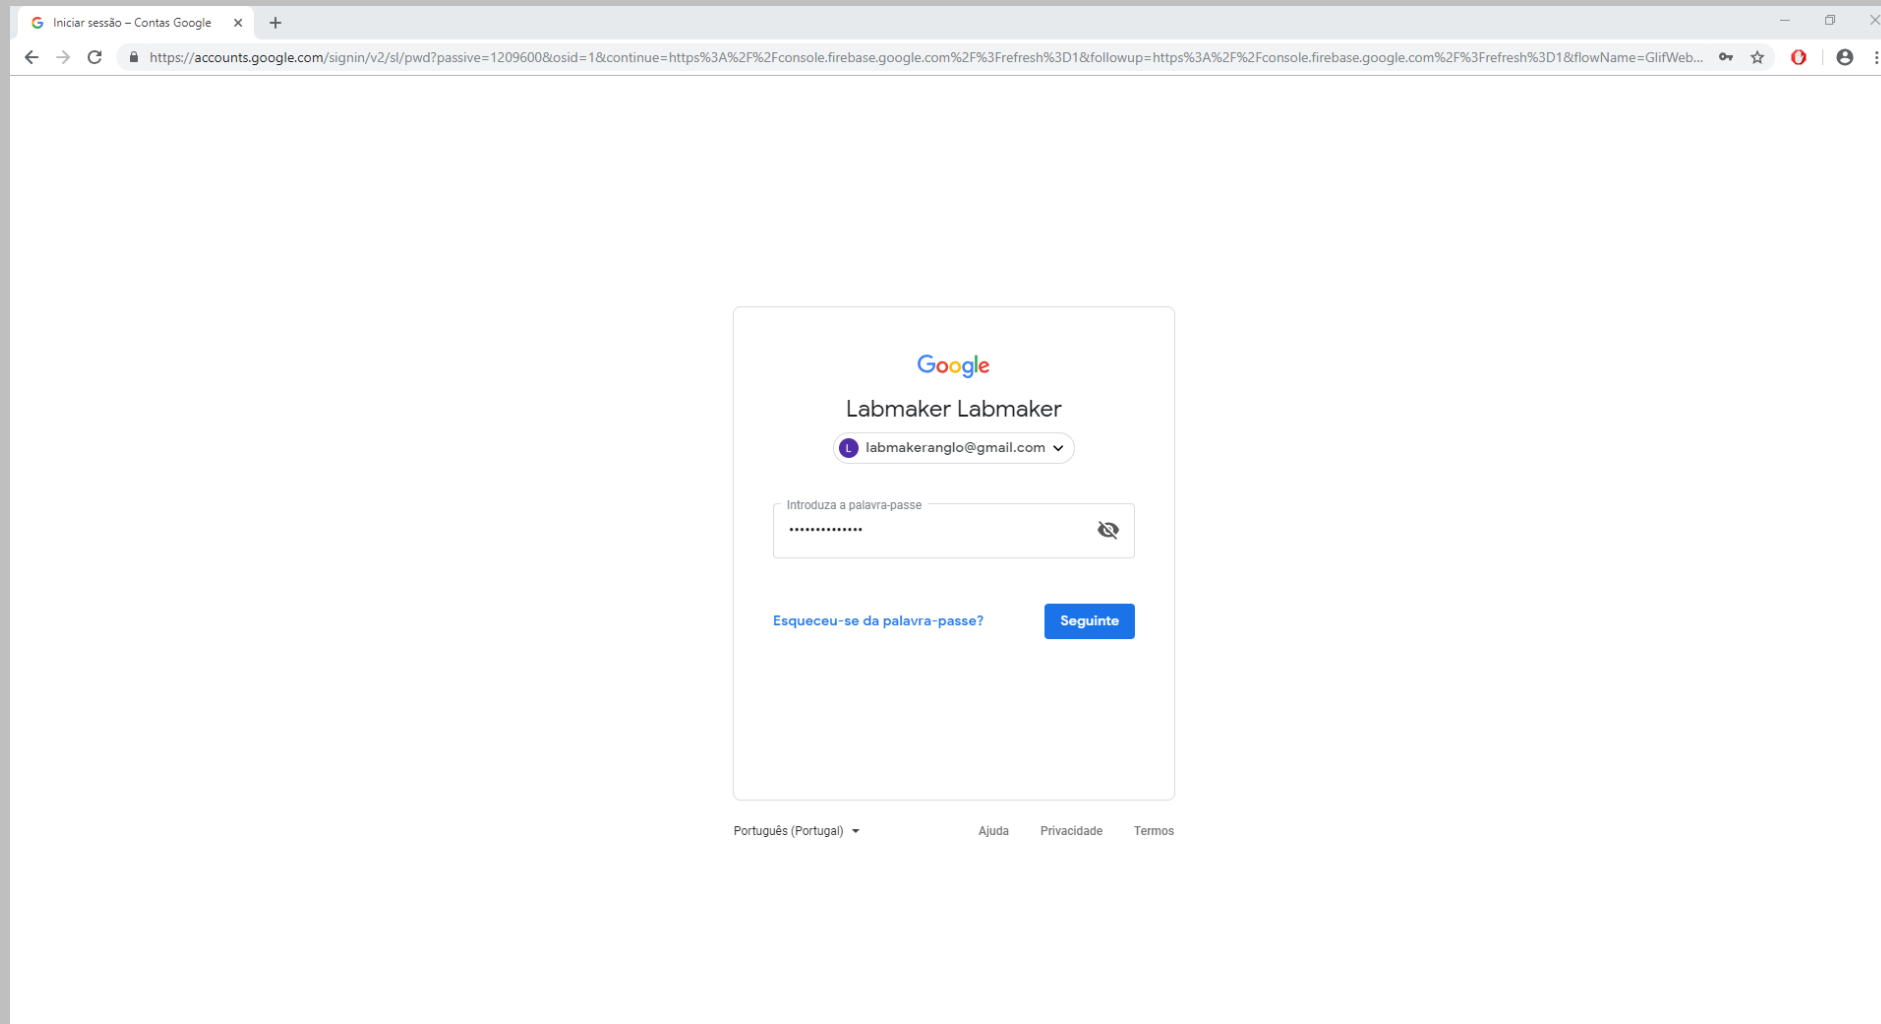 Iniciar sessão – Contas Google
https://accounts.google.com/signin/v2/sl/pwd?passive=1209600&osid=1&continue=https%3A%2F%2Fconsole.firebase.google.com%2F%3Frefresh%3D1&followup=https%3A%2F%2Fconsole.firebase.google.com%2F%3Frefresh%3D1&flowName=GlifWeb...
Google
Labmaker Labmaker
L labmakeranglo@gmail.com
Introduza a palavra-passe
••••••••••••••
Esqueceu-se da palavra-passe? Seguinte
Português (Portugal) Ajuda Privacidade Termos